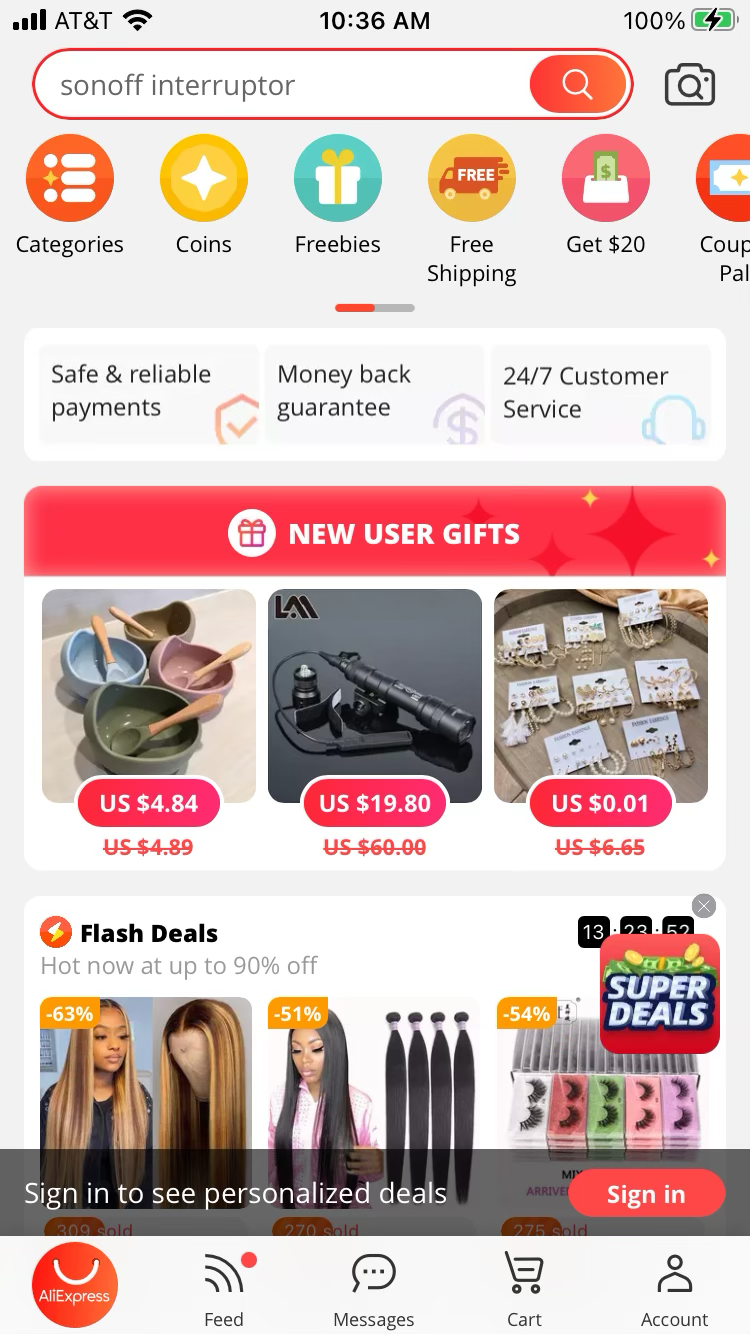 AT&T 10:36 AM 100%
sonoff interruptor
Categories
Coins
Freebies
FREE
Free
Shipping
$
Get $20
Coup
Pal
Safe & reliable
payments
Money back
guarantee
24/7 Customer
Service
NEW USER GIFTS
LAM
US $4.84
US $19.80
US $0.01
US $4.89
US $60.00
US $6.65
Flash Deals
13:23:52
Hot now at up to 90% off
SUPER
DEALS
-63%
-51%
-54%
ARRIVE
Sign in to see personalized deals
Sign in
309 sold
270 sold
275 sold
AliExpress
Feed
Messages
Cart
Account